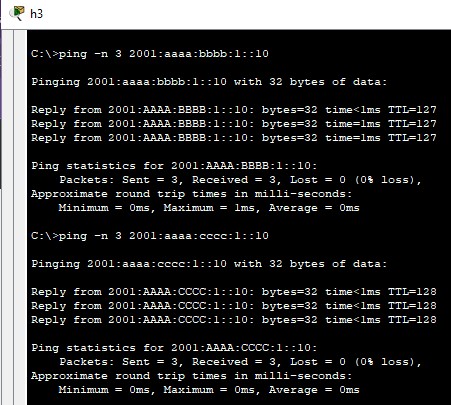 h3
C:\>ping -n 3 2001:aaaa:bbbb:1::10
Pinging 2001:aaaa:bbbb:1::10 with 32 bytes of data:
Reply from 2001:AAAA:BBBB:1::10: bytes=32 time<1ms TTL=127
Reply from 2001:AAAA:BBBB:1::10: bytes=32 time=1ms TTL=127
Reply from 2001:AAAA:BBBB:1::10: bytes=32 time=1ms TTL=127
Ping statistics for 2001:AAAA:BBBB:1::10:
Packets: Sent = 3, Received = 3, Lost = 0 (0% loss),
Approximate round trip times in milli-seconds:
Minimum = 0ms, Maximum = 1ms, Average = 0ms
C:\>ping -n 3 2001:aaaa:cccc:1::10
Pinging 2001:aaaa:cccc:1::10 with 32 bytes of data:
Reply from 2001:AAAA:CCCC:1::10: bytes=32 time<1ms TTL=128
Reply from 2001:AAAA:CCCC:1::10: bytes=32 time<1ms TTL=128
Reply from 2001:AAAA:CCCC:1::10: bytes=32 time<1ms TTL=128
Ping statistics for 2001:AAAA:CCCC:1::10:
Packets: Sent = 3, Received = 3, Lost = 0 (0% loss),
Approximate round trip times in milli-seconds:
Minimum = 0ms, Maximum = 0ms, Average = 0ms